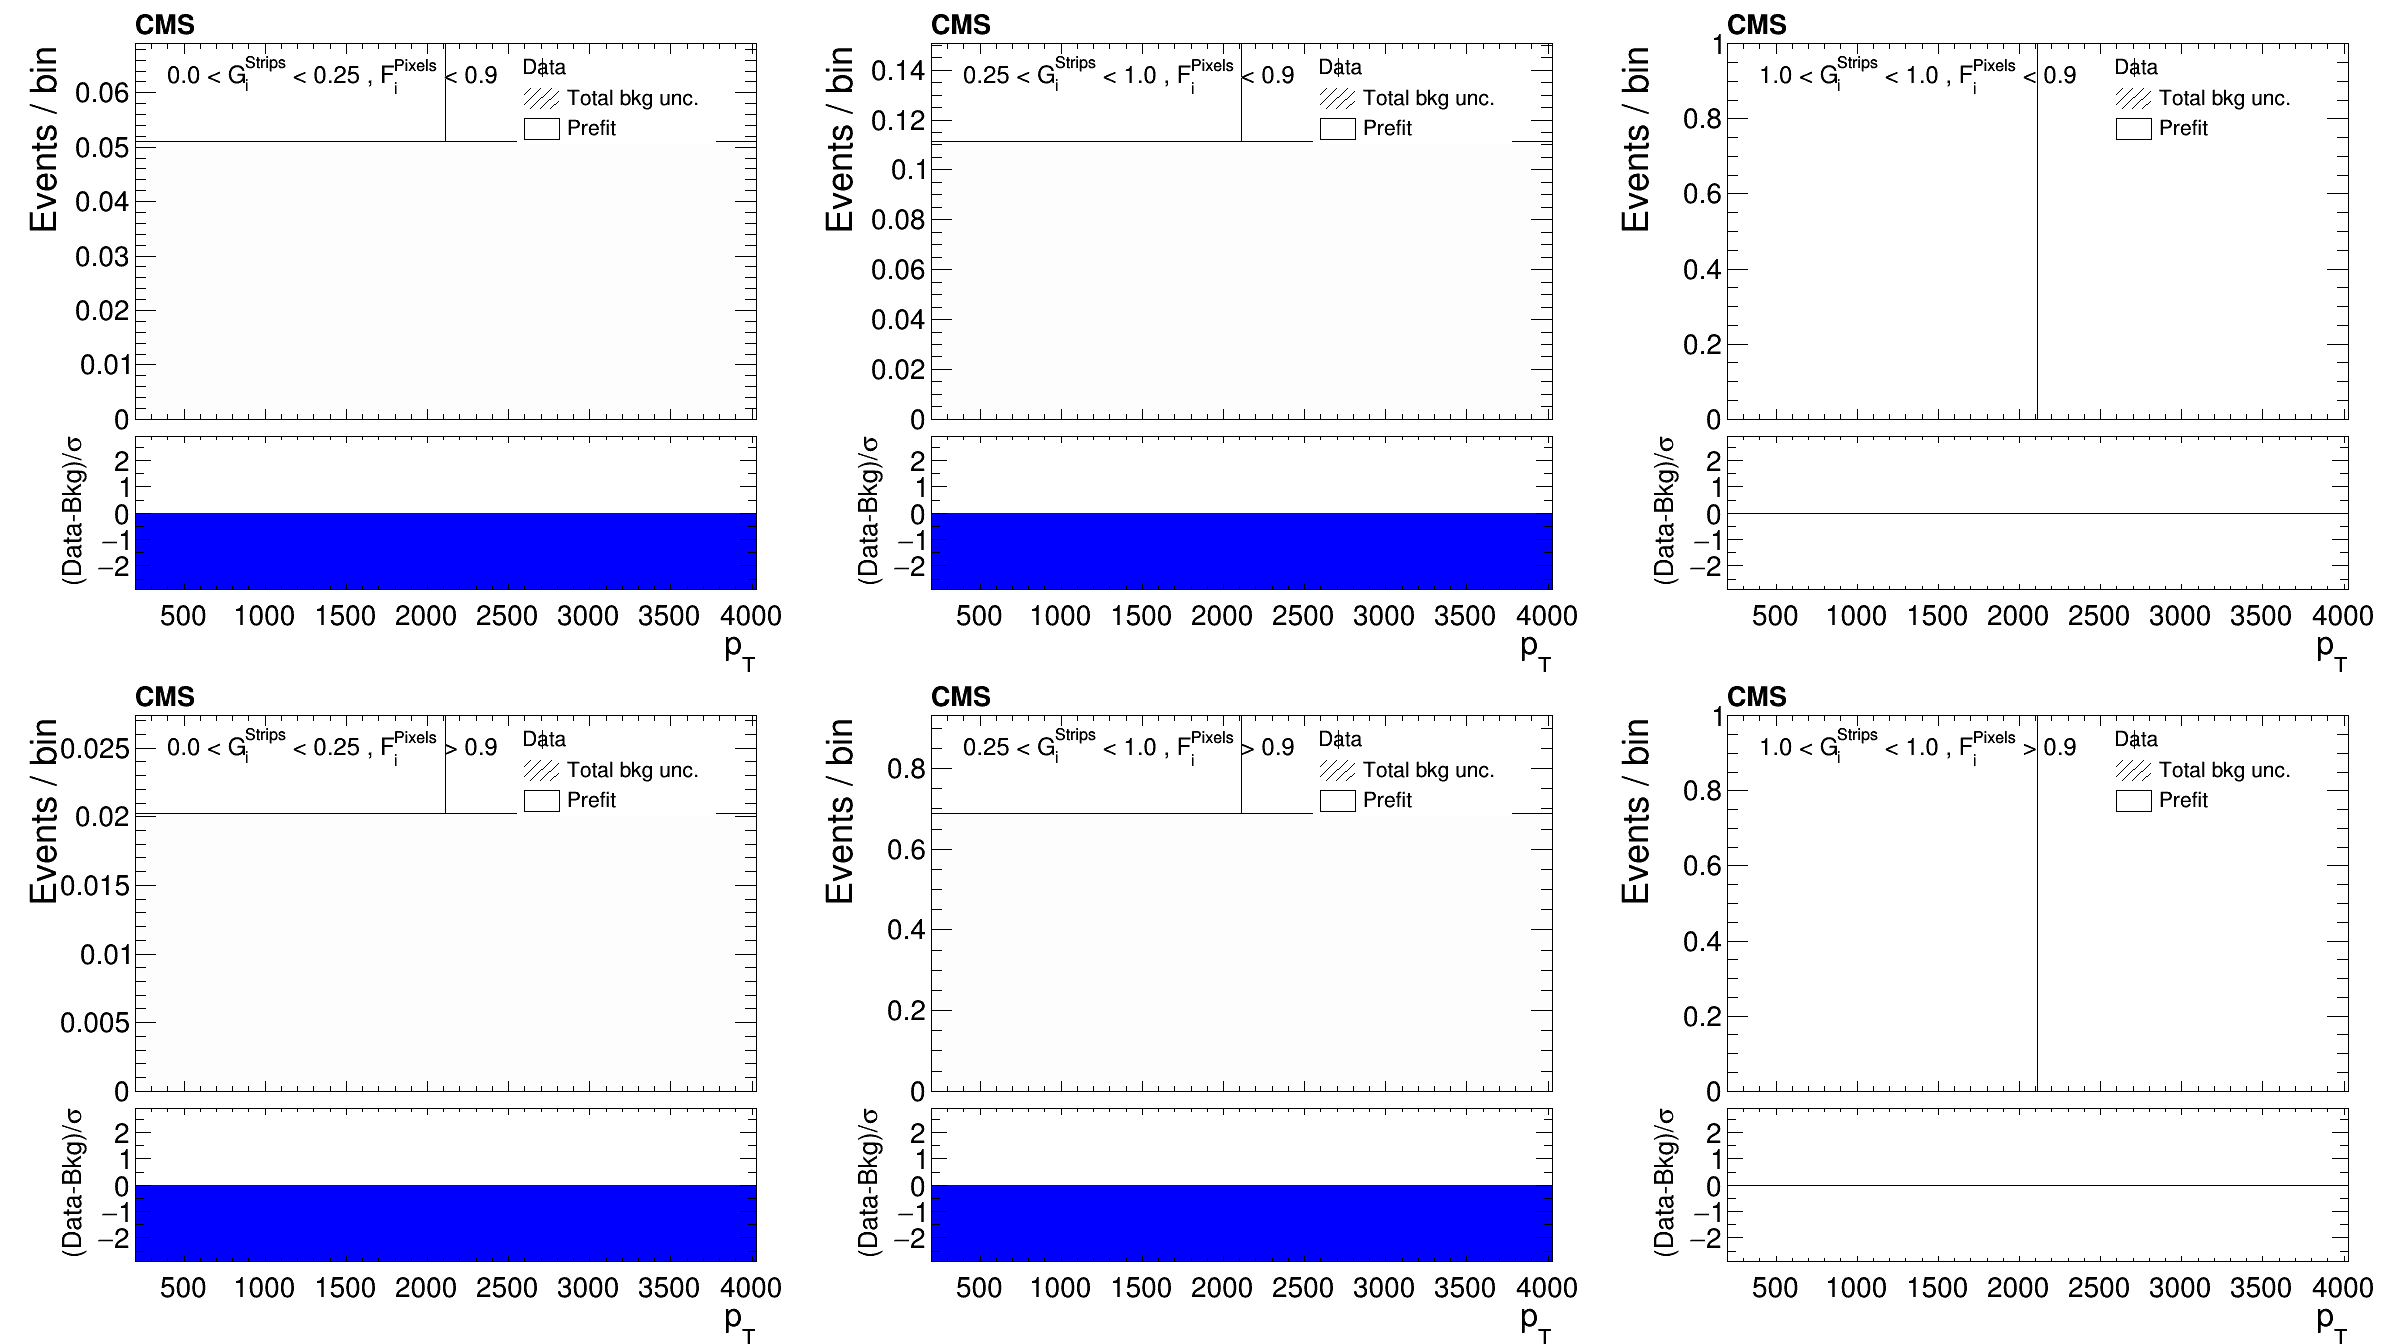 CMS
Events / bin
0.0 < G_i^Strips < 0.25 , F_i^Pixels < 0.9
Data
Total bkg unc.
Prefit
0.06
0.05
0.04
0.03
0.02
0.01
0
(Data-Bkg)/σ
2
1
0
−1
−2
500 1000 1500 2000 2500 3000 3500 4000
p_T
CMS
Events / bin
0.25 < G_i^Strips < 1.0 , F_i^Pixels < 0.9
Data
Total bkg unc.
Prefit
0.14
0.12
0.1
0.08
0.06
0.04
0.02
0
(Data-Bkg)/σ
2
1
0
−1
−2
500 1000 1500 2000 2500 3000 3500 4000
p_T
CMS
Events / bin
1.0 < G_i^Strips < 1.0 , F_i^Pixels < 0.9
Data
Total bkg unc.
Prefit
1
0.8
0.6
0.4
0.2
0
(Data-Bkg)/σ
2
1
0
−1
−2
500 1000 1500 2000 2500 3000 3500 4000
p_T
CMS
Events / bin
0.0 < G_i^Strips < 0.25 , F_i^Pixels > 0.9
Data
Total bkg unc.
Prefit
0.025
0.02
0.015
0.01
0.005
0
(Data-Bkg)/σ
2
1
0
−1
−2
500 1000 1500 2000 2500 3000 3500 4000
p_T
CMS
Events / bin
0.25 < G_i^Strips < 1.0 , F_i^Pixels > 0.9
Data
Total bkg unc.
Prefit
0.8
0.6
0.4
0.2
0
(Data-Bkg)/σ
2
1
0
−1
−2
500 1000 1500 2000 2500 3000 3500 4000
p_T
CMS
Events / bin
1.0 < G_i^Strips < 1.0 , F_i^Pixels > 0.9
Data
Total bkg unc.
Prefit
1
0.8
0.6
0.4
0.2
0
(Data-Bkg)/σ
2
1
0
−1
−2
500 1000 1500 2000 2500 3000 3500 4000
p_T